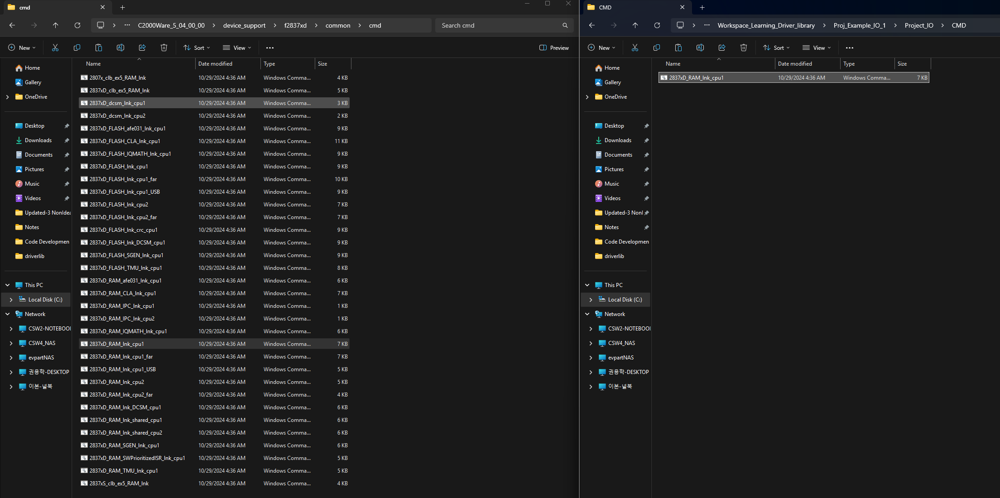 cmd
C2000Ware_5_04_00_00 device_support f2837xd common cmd
Search cmd
New Sort View Preview
Name Date modified Type Size
Home
Gallery
OneDrive
Desktop
Downloads
Documents
Pictures
Music
Videos
Updated-3 NonIdea
Notes
Code Developmen
driverlib
This PC
Local Disk (C:)
Network
CSW2-NOTEBOOK
CSW4_NAS
evpartNAS
권용학-DESKTOP
이본-널북
2807x_clb_ex5_RAM_lnk 10/29/2024 4:36 AM Windows Comma... 4 KB
2837xD_clb_ex5_RAM_lnk 10/29/2024 4:36 AM Windows Comma... 5 KB
2837xD_dcsm_lnk_cpu1 10/29/2024 4:36 AM Windows Comma... 3 KB
2837xD_dcsm_lnk_cpu2 10/29/2024 4:36 AM Windows Comma... 2 KB
2837xD_FLASH_afe031_lnk_cpu1 10/29/2024 4:36 AM Windows Comma... 9 KB
2837xD_FLASH_CLA_lnk_cpu1 10/29/2024 4:36 AM Windows Comma... 11 KB
2837xD_FLASH_IQMATH_lnk_cpu1 10/29/2024 4:36 AM Windows Comma... 9 KB
2837xD_FLASH_lnk_cpu1 10/29/2024 4:36 AM Windows Comma... 9 KB
2837xD_FLASH_lnk_cpu1_far 10/29/2024 4:36 AM Windows Comma... 10 KB
2837xD_FLASH_lnk_cpu1_USB 10/29/2024 4:36 AM Windows Comma... 9 KB
2837xD_FLASH_lnk_cpu2 10/29/2024 4:36 AM Windows Comma... 7 KB
2837xD_FLASH_lnk_cpu2_far 10/29/2024 4:36 AM Windows Comma... 7 KB
2837xD_FLASH_lnk_crc_cpu1 10/29/2024 4:36 AM Windows Comma... 9 KB
2837xD_FLASH_lnk_DCSM_cpu1 10/29/2024 4:36 AM Windows Comma... 9 KB
2837xD_FLASH_SGEN_lnk_cpu1 10/29/2024 4:36 AM Windows Comma... 9 KB
2837xD_FLASH_TMU_lnk_cpu1 10/29/2024 4:36 AM Windows Comma... 8 KB
2837xD_RAM_afe031_lnk_cpu1 10/29/2024 4:36 AM Windows Comma... 6 KB
2837xD_RAM_CLA_lnk_cpu1 10/29/2024 4:36 AM Windows Comma... 7 KB
2837xD_RAM_IPC_lnk_cpu1 10/29/2024 4:36 AM Windows Comma... 1 KB
2837xD_RAM_IPC_lnk_cpu2 10/29/2024 4:36 AM Windows Comma... 1 KB
2837xD_RAM_IQMATH_lnk_cpu1 10/29/2024 4:36 AM Windows Comma... 6 KB
2837xD_RAM_lnk_cpu1 10/29/2024 4:36 AM Windows Comma... 7 KB
2837xD_RAM_lnk_cpu1_far 10/29/2024 4:36 AM Windows Comma... 7 KB
2837xD_RAM_lnk_cpu1_USB 10/29/2024 4:36 AM Windows Comma... 5 KB
2837xD_RAM_lnk_cpu2 10/29/2024 4:36 AM Windows Comma... 5 KB
2837xD_RAM_lnk_cpu2_far 10/29/2024 4:36 AM Windows Comma... 4 KB
2837xD_RAM_lnk_DCSM_cpu1 10/29/2024 4:36 AM Windows Comma... 6 KB
2837xD_RAM_lnk_shared_cpu1 10/29/2024 4:36 AM Windows Comma... 6 KB
2837xD_RAM_lnk_shared_cpu2 10/29/2024 4:36 AM Windows Comma... 6 KB
2837xD_RAM_SGEN_lnk_cpu1 10/29/2024 4:36 AM Windows Comma... 6 KB
2837xD_RAM_SWPrioritizedISR_lnk_cpu1 10/29/2024 4:36 AM Windows Comma... 5 KB
2837xD_RAM_TMU_lnk_cpu1 10/29/2024 4:36 AM Windows Comma... 5 KB
2837xS_clb_ex5_RAM_lnk 10/29/2024 4:36 AM Windows Comma... 4 KB
CMD
Workspace_Learning_Driver_library Proj_Example_IO_1 Project_IO CMD
New Sort View
Name Date modified Type Size
Home
Gallery
OneDrive
Desktop
Downloads
Documents
Pictures
Music
Videos
Updated-3 NonI
Notes
Code Developmen
driverlib
This PC
Local Disk (C:)
Network
CSW2-NOTEBOOK
CSW4_NAS
evpartNAS
권용학-DESKTOP
이본-널북
2837xD_RAM_lnk_cpu1 10/29/2024 4:36 AM Windows Comma... 7 KB